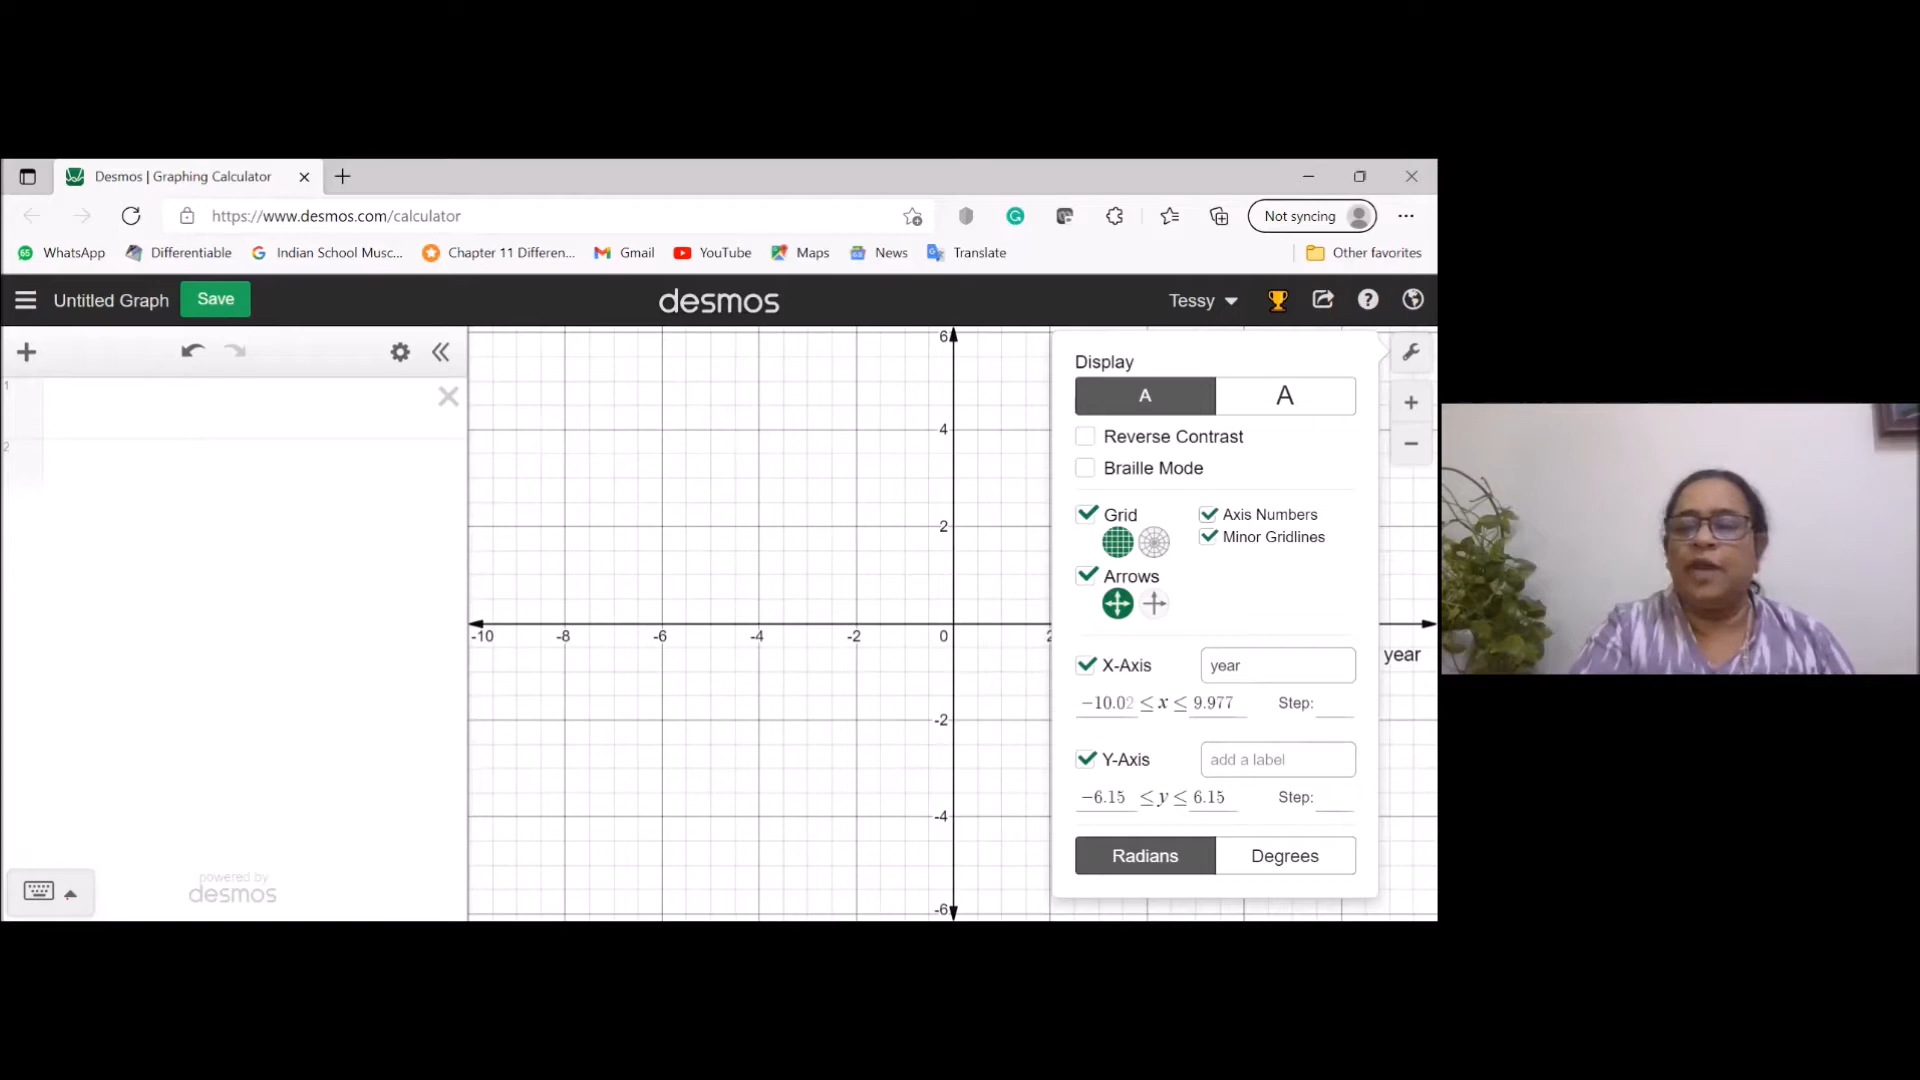 Desmos | Graphing Calculator
https://www.desmos.com/calculator
Not syncing
WhatsApp
Differentiable
Indian School Musc...
Chapter 11 Differen...
Gmail
YouTube
Maps
News
Translate
Other favorites
Untitled Graph
Save
desmos
Tessy
1
2
powered by
desmos
6
4
2
-10
-8
-6
-4
-2
0
2
-2
-4
-6
year
Display
A
A
Reverse Contrast
Braille Mode
Grid
Axis Numbers
Minor Gridlines
Arrows
X-Axis
year
−10.02 ≤ x ≤ 9.977
Step:
Y-Axis
add a label
−6.15 ≤ y ≤ 6.15
Step:
Radians
Degrees